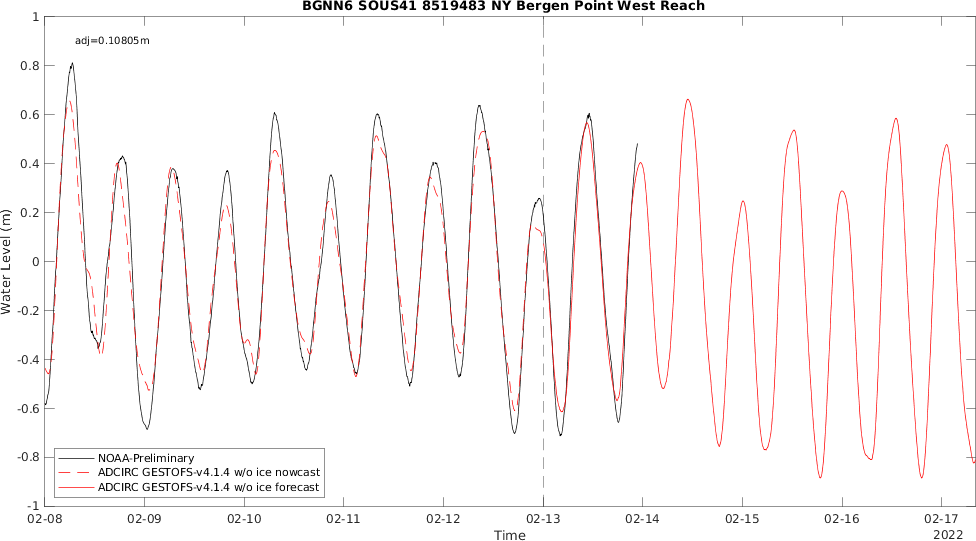 BGNN6 SOUS41 8519483 NY Bergen Point West Reach
adj=0.10805m
1
0.8
0.6
0.4
0.2
0
-0.2
-0.4
-0.6
-0.8
-1
Water Level (m)
NOAA-Preliminary
ADCIRC GESTOFS-v4.1.4 w/o ice nowcast
ADCIRC GESTOFS-v4.1.4 w/o ice forecast
02-08 02-09 02-10 02-11 02-12 02-13 02-14 02-15 02-16 02-17
Time
2022